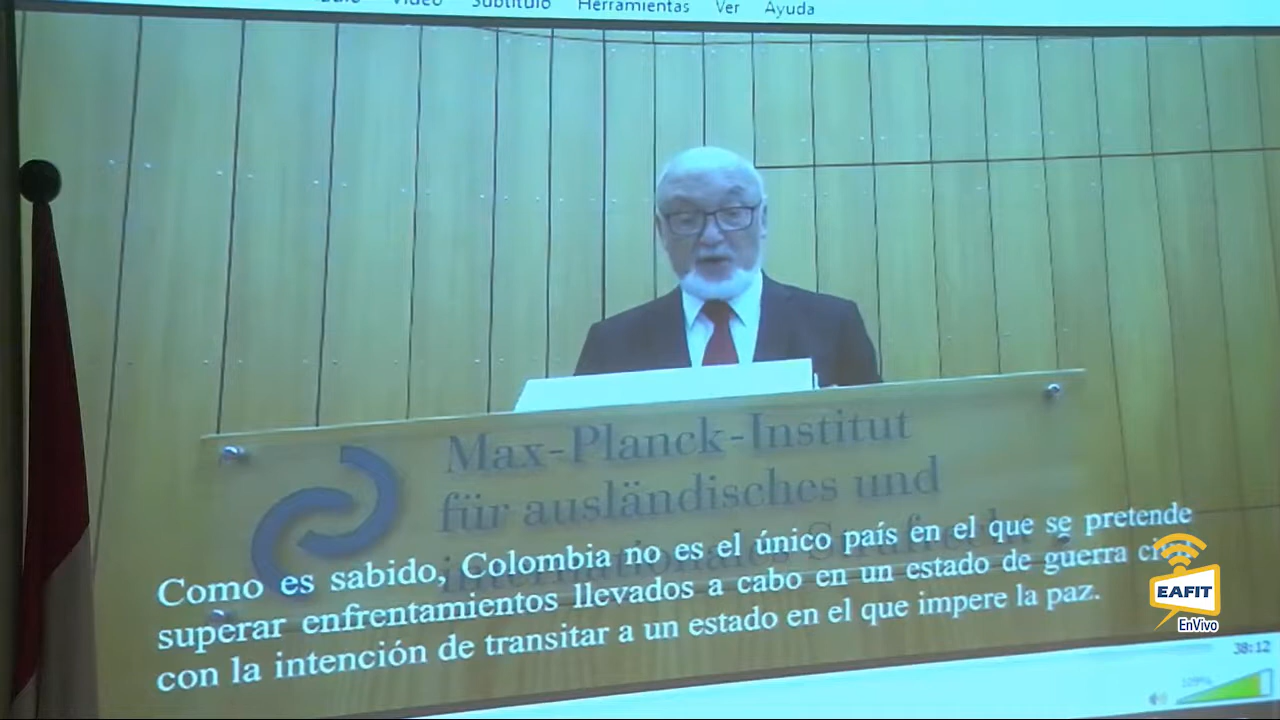 Video Subtítulo Herramientas Ver Ayuda
Max-Planck-Institut
für ausländisches und
Como es sabido, Colombia no es el único país en el que se pretende
superar enfrentamientos llevados a cabo en un estado de guerra
con la intención de transitar a un estado en el que impere la paz.
EAFIT
EnVivo
38:12